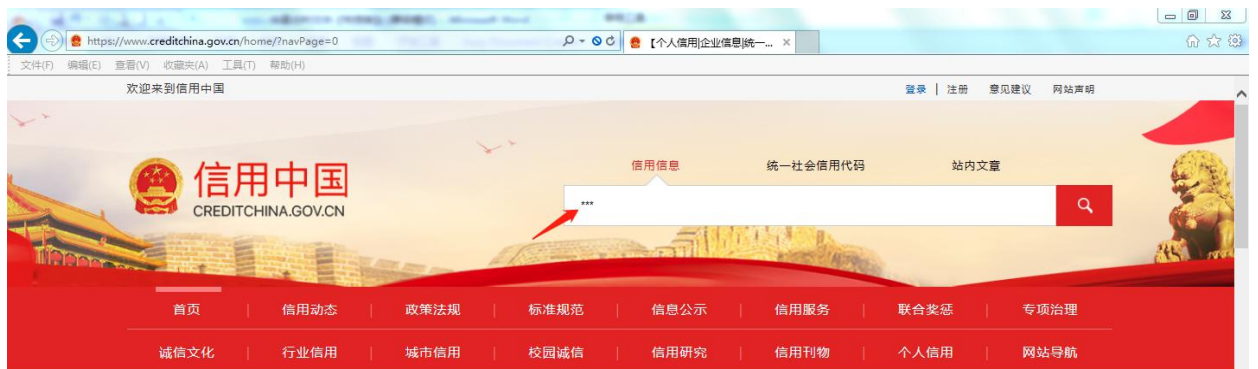 https://www.creditchina.gov.cn/home/?navPage=0
【个人信用|企业信息|统一...
文件(F) 编辑(E) 查看(V) 收藏夹(A) 工具(T) 帮助(H)
欢迎来到信用中国
登录 | 注册 意见建议 网站声明
信用信息 统一社会信用代码 站内文章
信用中国
CREDITCHINA.GOV.CN
***
首页 | 信用动态 | 政策法规 | 标准规范 | 信息公示 | 信用服务 | 联合奖惩 | 专项治理
诚信文化 | 行业信用 | 城市信用 | 校园诚信 | 信用研究 | 信用刊物 | 个人信用 | 网站导航